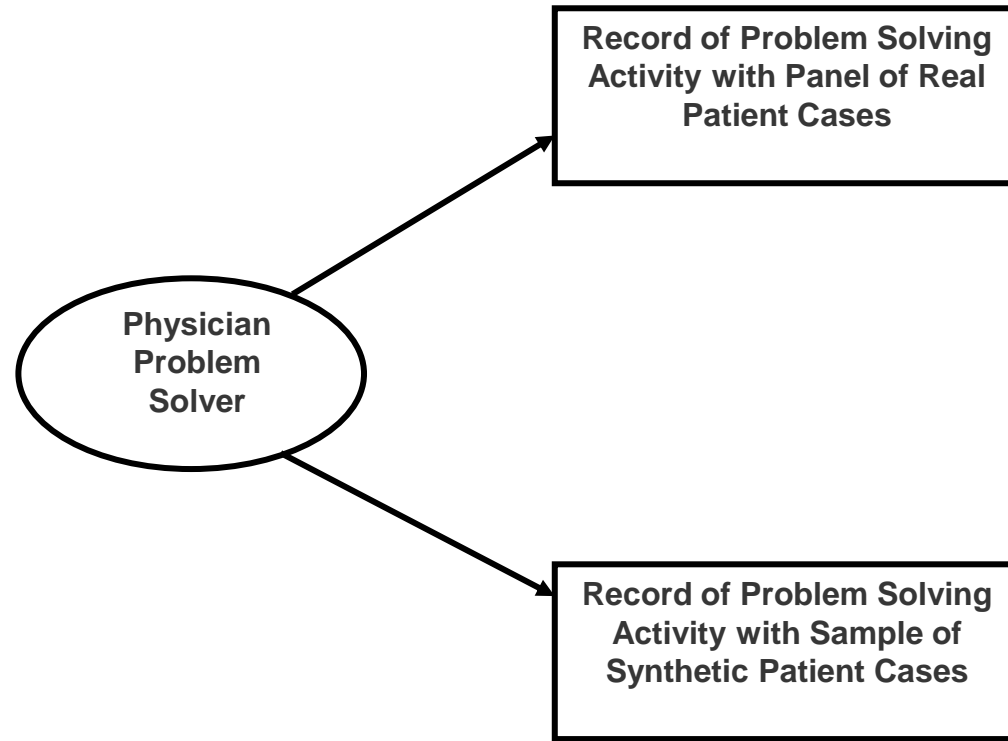 Record of Problem Solving
Activity with Panel of Real
Patient Cases
Physician
Problem
Solver
Record of Problem Solving
Activity with Sample of
Synthetic Patient Cases